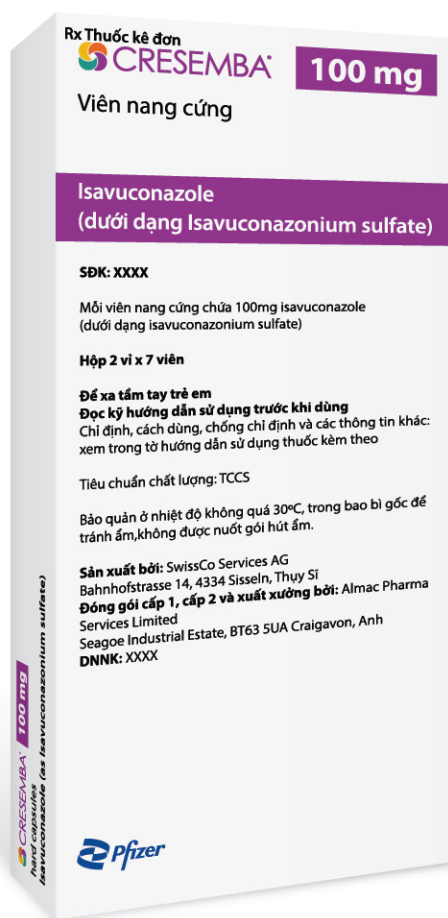 Rx Thuốc kê đơn
CRESEMBA®
100 mg
Viên nang cứng
Isavuconazole
(dưới dạng Isavuconazonium sulfate)
SĐK: XXXX
Mỗi viên nang cứng chứa 100mg isavuconazole
(dưới dạng isavuconazonium sulfate)
Hộp 2 vỉ x 7 viên
Để xa tầm tay trẻ em
Đọc kỹ hướng dẫn sử dụng trước khi dùng
Chỉ định, cách dùng, chống chỉ định và các thông tin khác:
xem trong tờ hướng dẫn sử dụng thuốc kèm theo
Tiêu chuẩn chất lượng: TCCS
Bảo quản ở nhiệt độ không quá 30ºC, trong bao bì gốc để
tránh ẩm,không được nuốt gói hút ẩm.
Sản xuất bởi: SwissCo Services AG
Bahnhofstrasse 14, 4334 Sisseln, Thụy Sĩ
Đóng gói cấp 1, cấp 2 và xuất xưởng bởi: Almac Pharma
Services Limited
Seagoe Industrial Estate, BT63 5UA Craigavon, Anh
DNNK: XXXX
Pfizer
CRESEMBA® 100 mg
hard capsules
Isavuconazole (as Isavuconazonium sulfate)